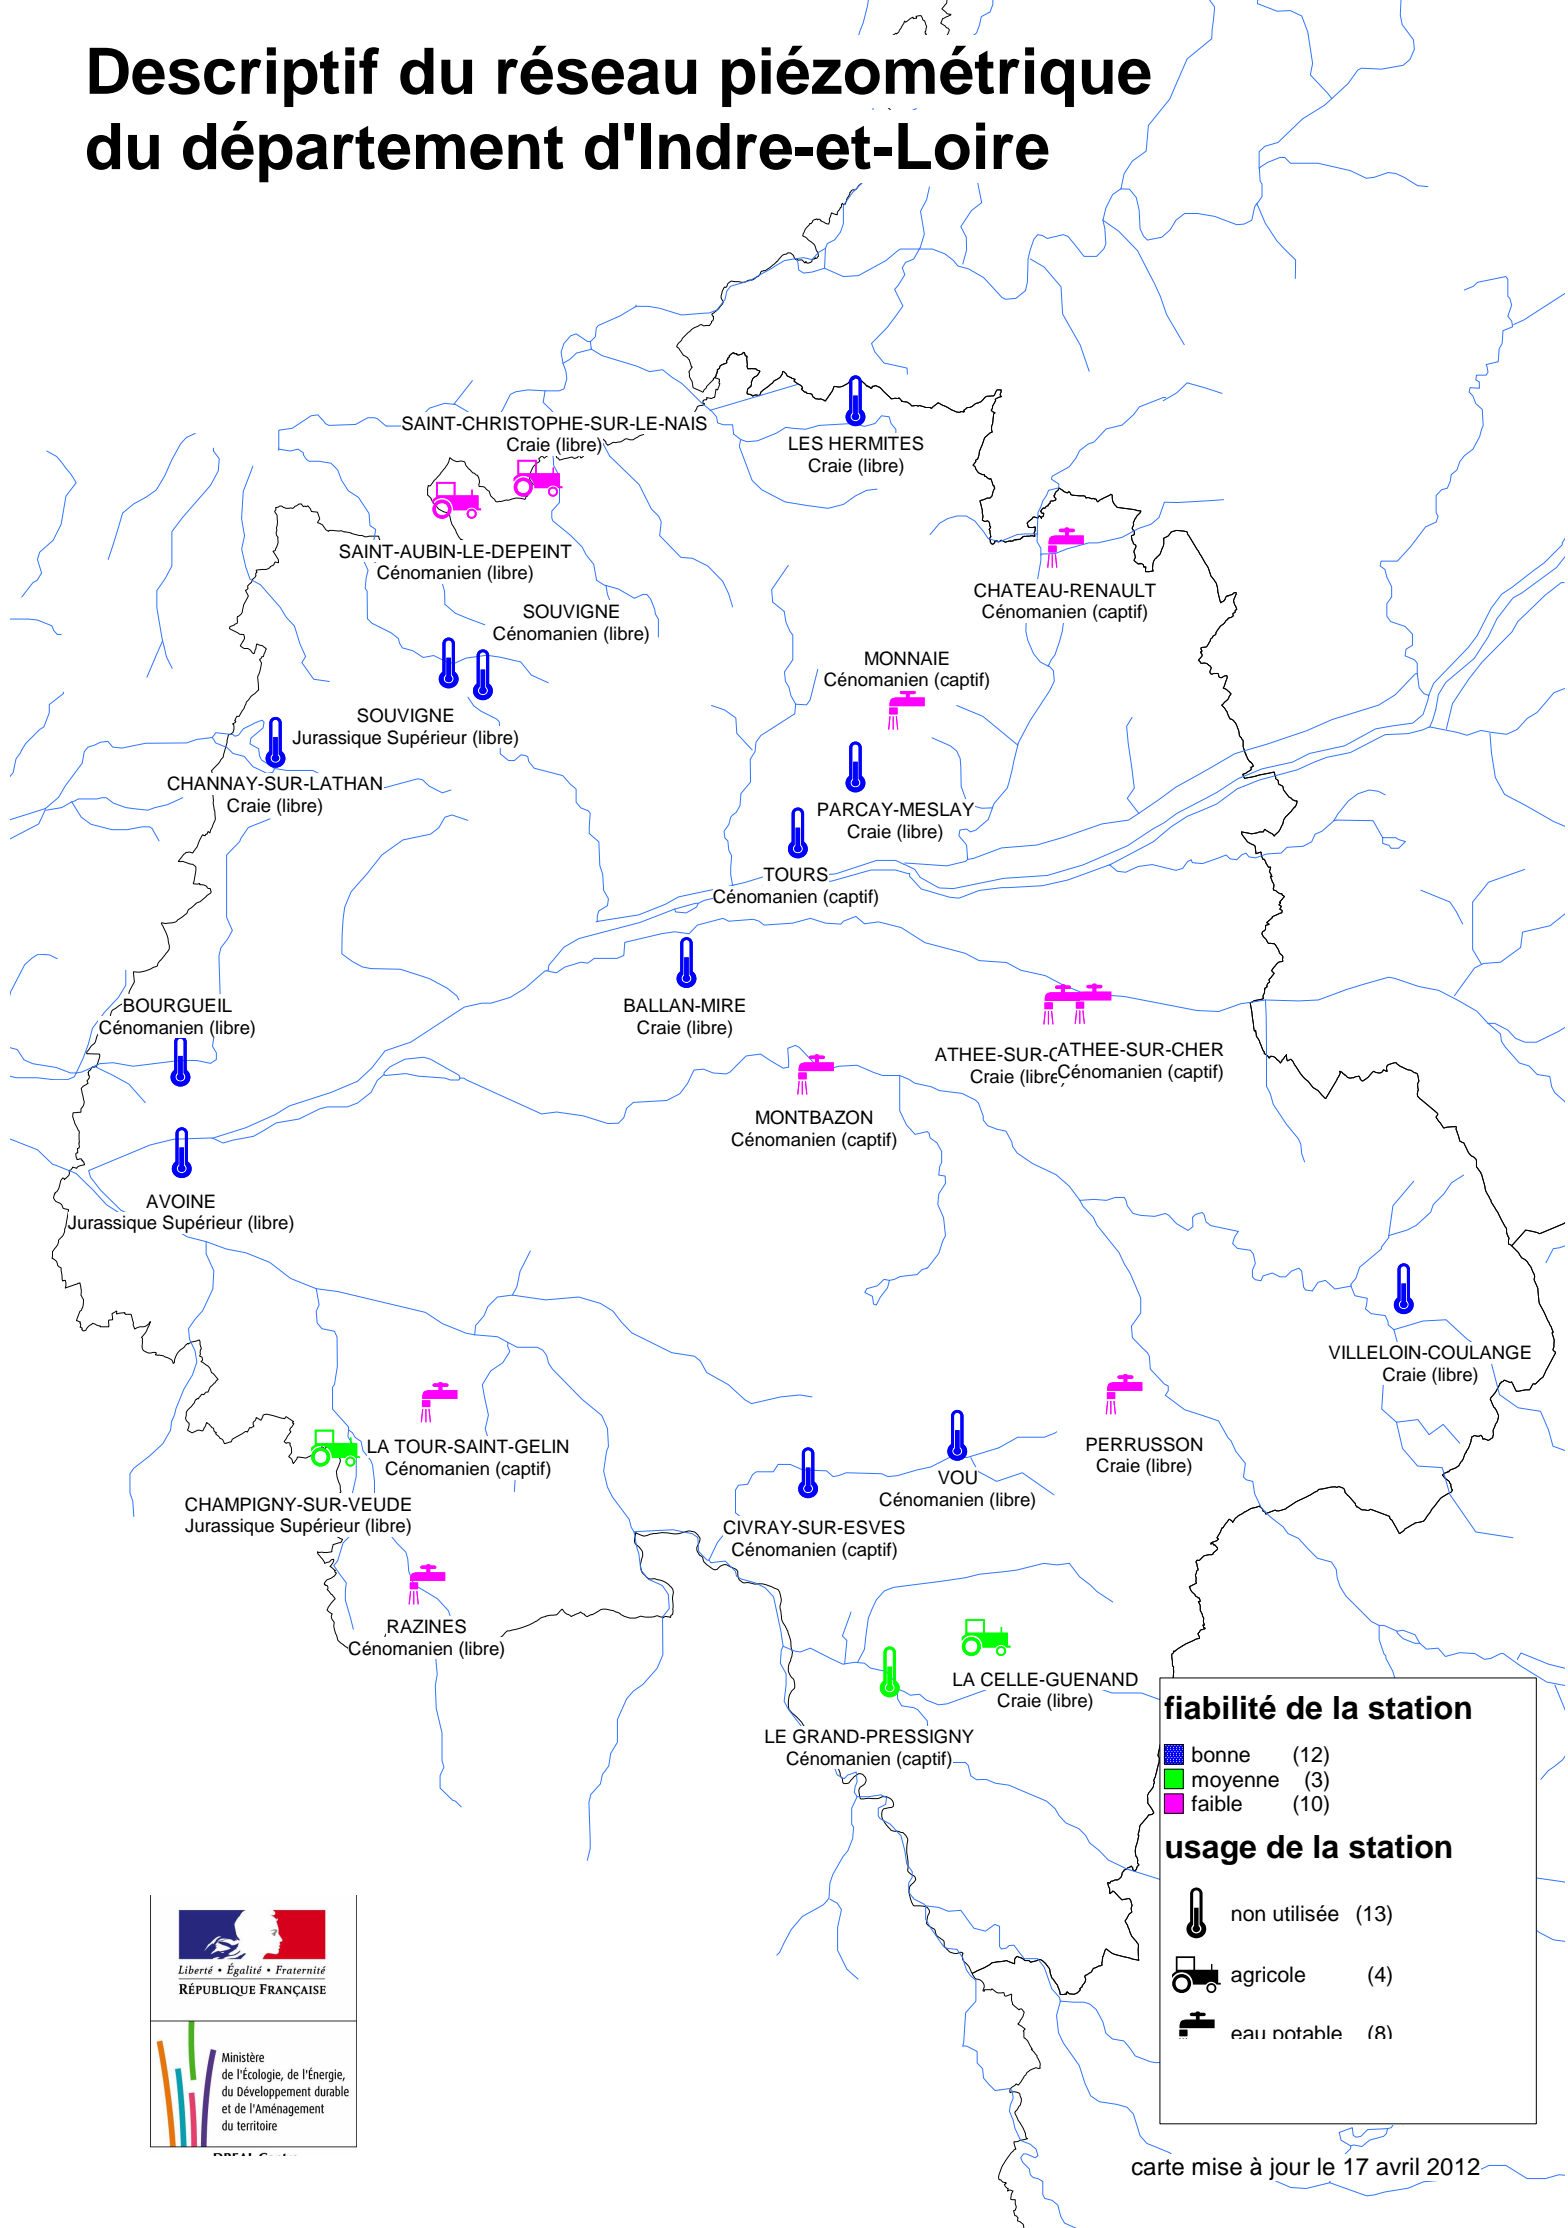 Descriptif du réseau piézométrique
du département d'Indre-et-Loire
SAINT-CHRISTOPHE-SUR-LE-NAIS
Craie (libre)
LES HERMITES
Craie (libre)
SAINT-AUBIN-LE-DEPEINT
Cénomanien (libre)
CHATEAU-RENAULT
Cénomanien (captif)
SOUVIGNE
Cénomanien (libre)
MONNAIE
Cénomanien (captif)
SOUVIGNE
Jurassique Supérieur (libre)
CHANNAY-SUR-LATHAN
Craie (libre)
PARCAY-MESLAY
Craie (libre)
TOURS
Cénomanien (captif)
BOURGUEIL
Cénomanien (libre)
BALLAN-MIRE
Craie (libre)
ATHEE-SUR-C
Craie (libre
ATHEE-SUR-CHER
Cénomanien (captif)
MONTBAZON
Cénomanien (captif)
AVOINE
Jurassique Supérieur (libre)
VILLELOIN-COULANGE
Craie (libre)
LA TOUR-SAINT-GELIN
Cénomanien (captif)
PERRUSSON
Craie (libre)
VOU
Cénomanien (libre)
CHAMPIGNY-SUR-VEUDE
Jurassique Supérieur (libre)
CIVRAY-SUR-ESVES
Cénomanien (captif)
RAZINES
Cénomanien (libre)
LA CELLE-GUENAND
Craie (libre)
LE GRAND-PRESSIGNY
Cénomanien (captif)
fiabilité de la station
bonne (12)
moyenne (3)
faible (10)
usage de la station
non utilisée (13)
agricole (4)
eau potable (8)
Liberté • Égalité • Fraternité
RÉPUBLIQUE FRANÇAISE
Ministère
de l'Écologie, de l'Énergie,
du Développement durable
et de l'Aménagement
du territoire
carte mise à jour le 17 avril 2012